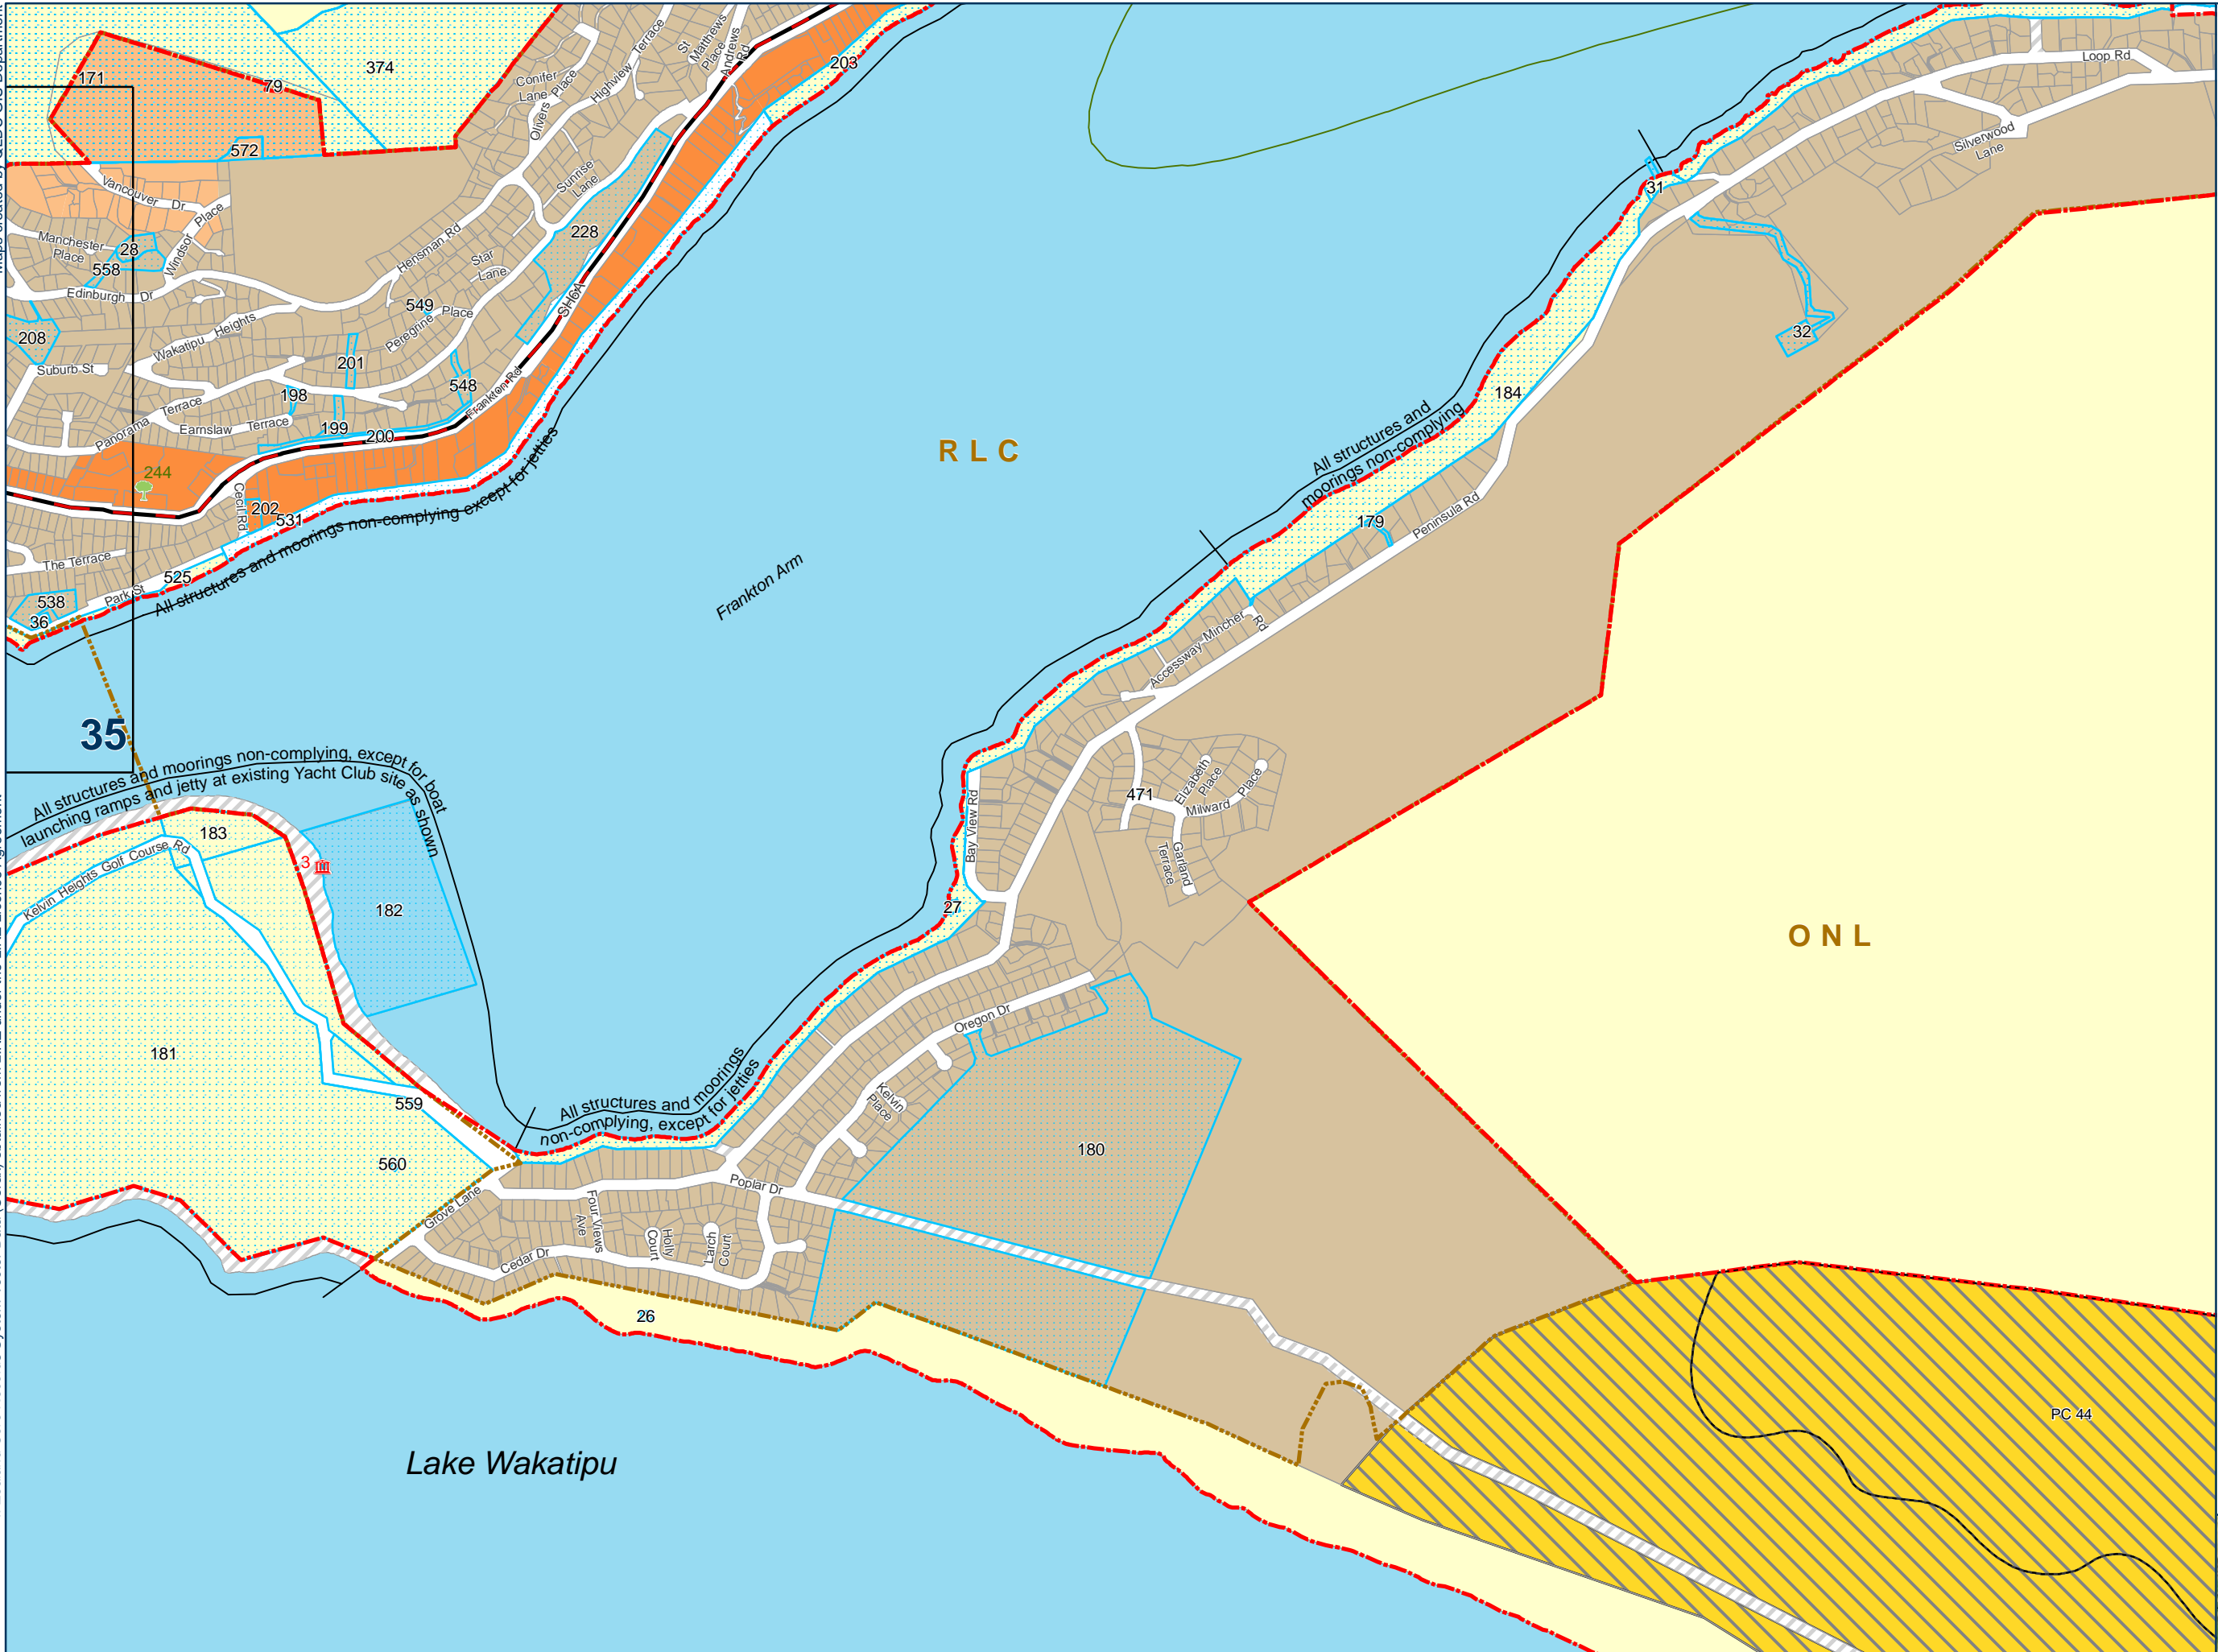 171
79
374
572
203
Conifer
Lane
Olivers
Place
Highview Terrace
St
Matthews
Place
Andrews
Rd
Loop Rd
Silverwood
Lane
Sunrise
Lane
Vancouver Dr
Windsor Place
Manchester
Place
28
558
Edinburgh Dr
Hensman Rd
Star
Lane
228
SH6A
31
32
208
549
Peregrine Place
Wakatipu Heights
Suburb St
201
198
548
Frankton Rd
184
Panorama Terrace
Earnslaw Terrace
199
200
244
Cecil Rd
202
531
All structures and moorings non-complying except for jetties
R L C
All structures and
moorings non-complying
179
Peninsula Rd
The Terrace
525
Park St
538
36
Frankton Arm
Accessway
Mincher
Rd
35
All structures and moorings non-complying, except for boat
launching ramps and jetty at existing Yacht Club site as shown
183
3
Kelvin Heights Golf Course Rd
182
Bay View Rd
471
Elizabeth
Place
Milward Place
Garland
Terrace
27
O N L
181
559
560
Oregon Dr
Kelvin
Place
All structures and moorings
non-complying, except for jetties
180
Poplar Dr
Grove Lane
Four Views
Ave
Holly
Court
Larch
Court
Cedar Dr
26
PC 44
Lake Wakatipu